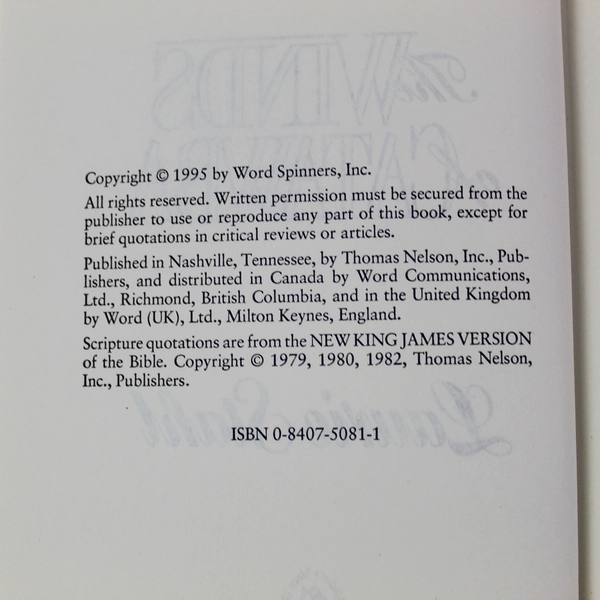 Copyright © 1995 by Word Spinners, Inc.
All rights reserved. Written permission must be secured from the
publisher to use or reproduce any part of this book, except for
brief quotations in critical reviews or articles.
Published in Nashville, Tennessee, by Thomas Nelson, Inc., Pub-
lishers, and distributed in Canada by Word Communications,
Ltd., Richmond, British Columbia, and in the United Kingdom
by Word (UK), Ltd., Milton Keynes, England.
Scripture quotations are from the NEW KING JAMES VERSION
of the Bible. Copyright © 1979, 1980, 1982, Thomas Nelson,
Inc., Publishers.
ISBN 0-8407-5081-1